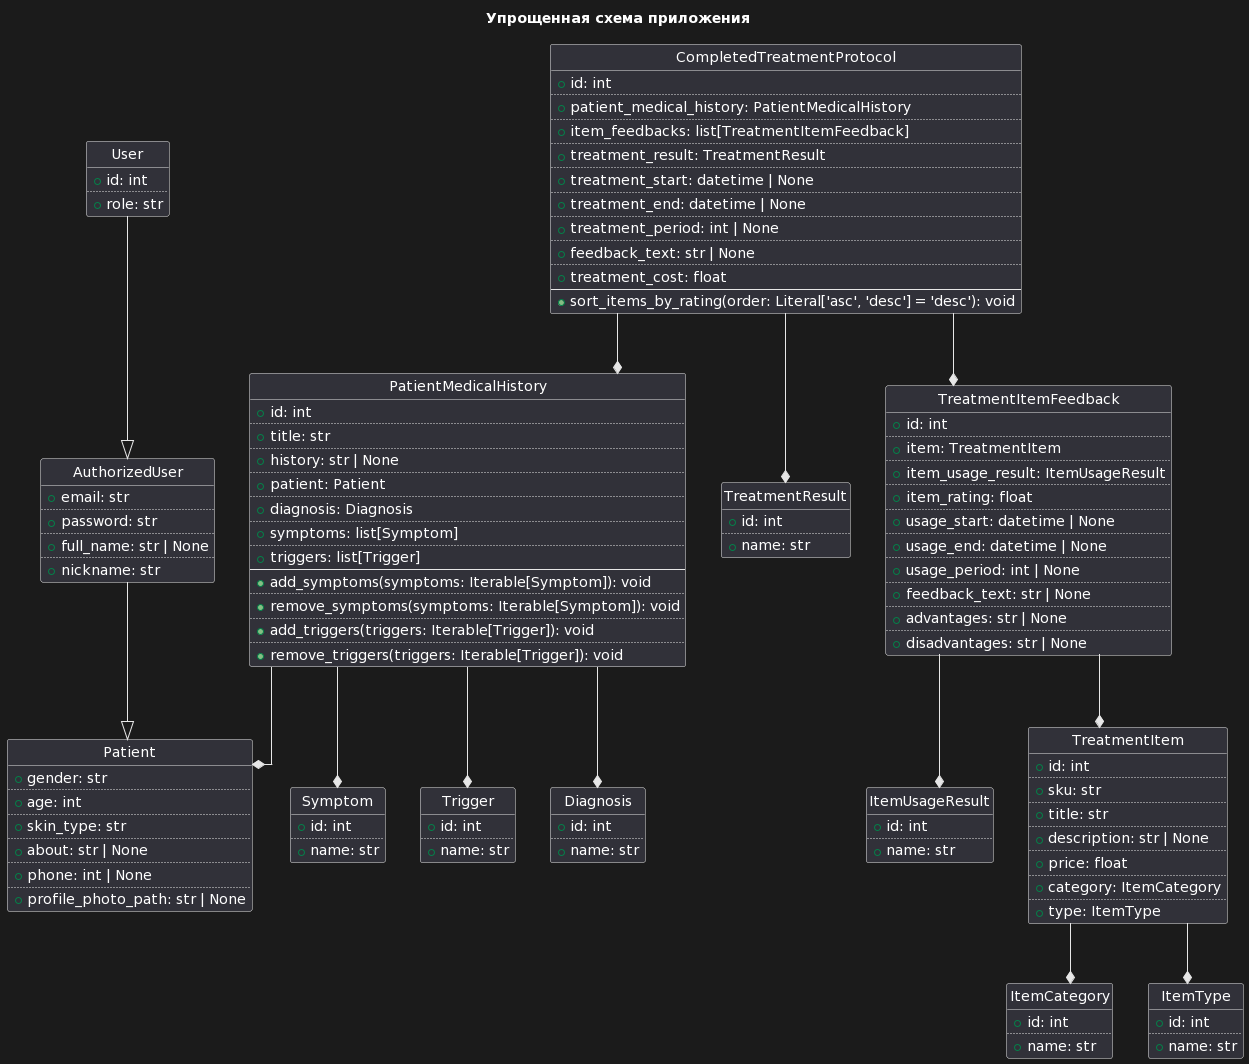 Упрощенная схема приложения
CompletedTreatmentProtocol
id: int
patient_medical_history: PatientMedicalHistory
item_feedbacks: list[TreatmentItemFeedback]
treatment_result: TreatmentResult
treatment_start: datetime | None
treatment_end: datetime | None
treatment_period: int | None
feedback_text: str | None
treatment_cost: float
sort_items_by_rating(order: Literal['asc', 'desc'] = 'desc'): void
User
id: int
role: str
PatientMedicalHistory
id: int
title: str
history: str | None
patient: Patient
diagnosis: Diagnosis
symptoms: list[Symptom]
triggers: list[Trigger]
add_symptoms(symptoms: Iterable[Symptom]): void
remove_symptoms(symptoms: Iterable[Symptom]): void
add_triggers(triggers: Iterable[Trigger]): void
remove_triggers(triggers: Iterable[Trigger]): void
TreatmentItemFeedback
id: int
item: TreatmentItem
item_usage_result: ItemUsageResult
item_rating: float
usage_start: datetime | None
usage_end: datetime | None
usage_period: int | None
feedback_text: str | None
advantages: str | None
disadvantages: str | None
AuthorizedUser
email: str
password: str
full_name: str | None
nickname: str
TreatmentResult
id: int
name: str
Patient
gender: str
age: int
skin_type: str
about: str | None
phone: int | None
profile_photo_path: str | None
Symptom
id: int
name: str
Trigger
id: int
name: str
Diagnosis
id: int
name: str
ItemUsageResult
id: int
name: str
TreatmentItem
id: int
sku: str
title: str
description: str | None
price: float
category: ItemCategory
type: ItemType
ItemCategory
id: int
name: str
ItemType
id: int
name: str